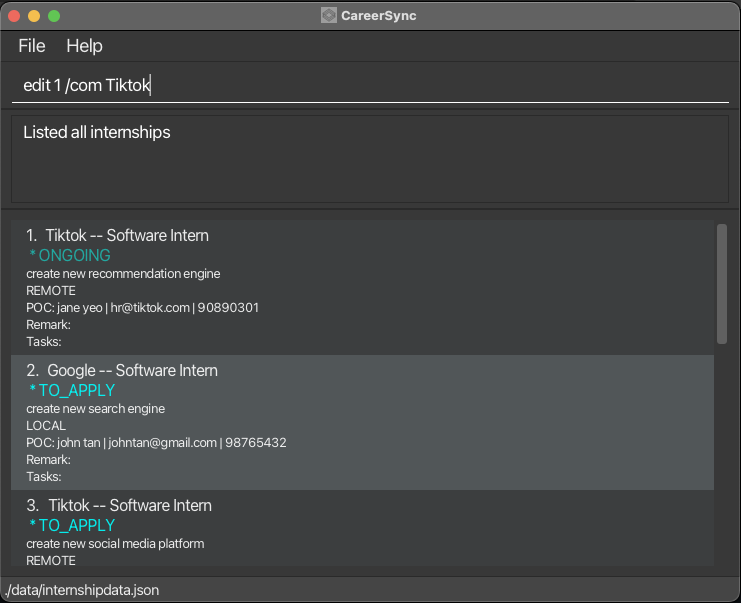 CareerSync
File Help
edit 1 /com Tiktok
Listed all internships
1. Tiktok -- Software Intern
* ONGOING
create new recommendation engine
REMOTE
POC: jane yeo | hr@tiktok.com | 90890301
Remark:
Tasks:
2. Google -- Software Intern
* TO_APPLY
create new search engine
LOCAL
POC: john tan | johntan@gmail.com | 98765432
Remark:
Tasks:
3. Tiktok -- Software Intern
* TO_APPLY
create new social media platform
REMOTE
./data/internshipdata.json